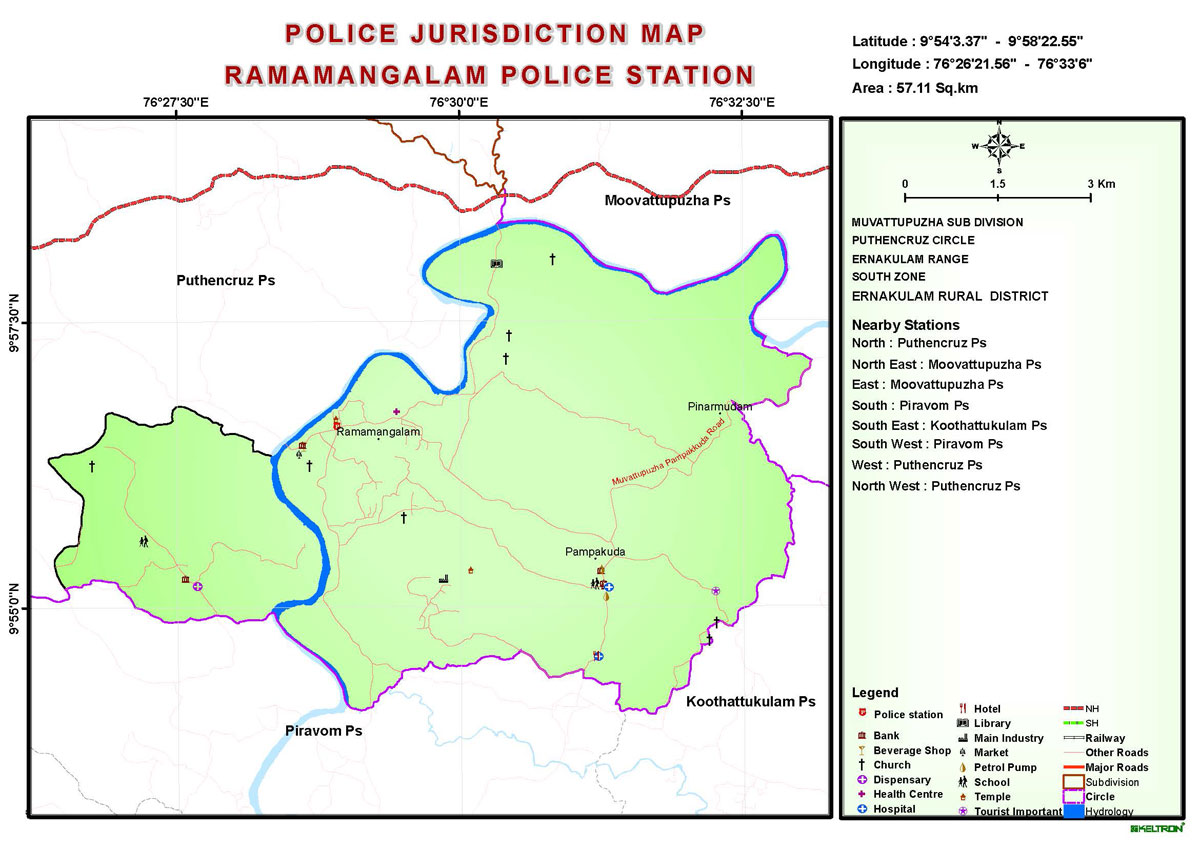 POLICE JURISDICTION MAP
RAMAMANGALAM POLICE STATION
Latitude : 9°54'3.37" - 9°58'22.55"
Longitude : 76°26'21.56" - 76°33'6"
Area : 57.11 Sq.km
76°27'30"E
76°30'0"E
76°32'30"E
9°57'30"N
9°55'0"N
Moovattupuzha Ps
Puthencruz Ps
Pinarmudam
Ramamangalam
Muvattupuzha Pampakkuda Road
Pampakuda
Koothattukulam Ps
Piravom Ps
N
W
E
S
0
1.5
3 Km
MUVATTUPUZHA SUB DIVISION
PUTHENCRUZ CIRCLE
ERNAKULAM RANGE
SOUTH ZONE
ERNAKULAM RURAL DISTRICT
Nearby Stations
North : Puthencruz Ps
North East : Moovattupuzha Ps
East : Moovattupuzha Ps
South : Piravom Ps
South East : Koothattukulam Ps
South West : Piravom Ps
West : Puthencruz Ps
North West : Puthencruz Ps
Legend
Police station
Bank
Beverage Shop
Church
Dispensary
Health Centre
Hospital
Hotel
Library
Main Industry
Market
Petrol Pump
School
Temple
Tourist Important
NH
SH
Railway
Other Roads
Major Roads
Subdivision
Circle
Hydrology
KELTRON